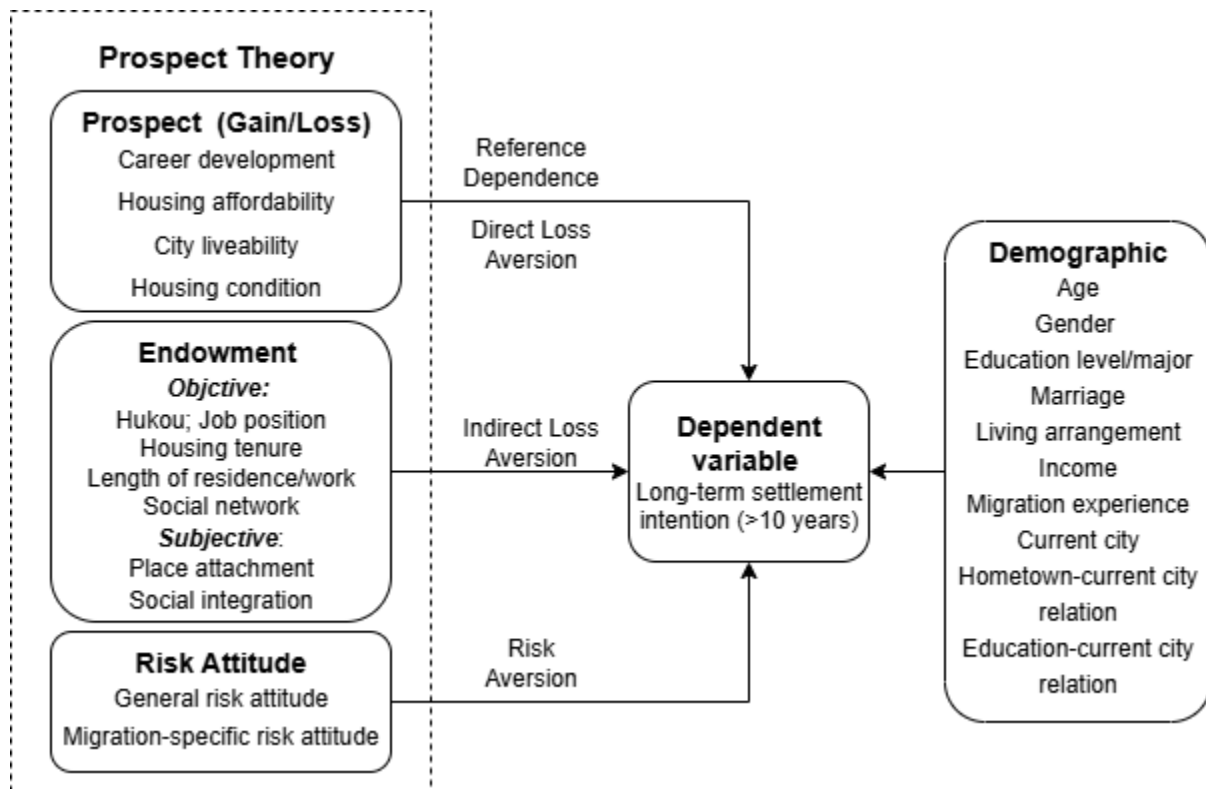 Prospect Theory
Prospect (Gain/Loss)
Career development
Housing affordability
City liveability
Housing condition
Endowment
Objctive:
Hukou; Job position
Housing tenure
Length of residence/work
Social network
Subjective:
Place attachment
Social integration
Risk Attitude
General risk attitude
Migration-specific risk attitude
Reference
Dependence
Direct Loss
Aversion
Indirect Loss
Aversion
Risk
Aversion
Dependent
variable
Long-term settlement
intention (>10 years)
Demographic
Age
Gender
Education level/major
Marriage
Living arrangement
Income
Migration experience
Current city
Hometown-current city
relation
Education-current city
relation